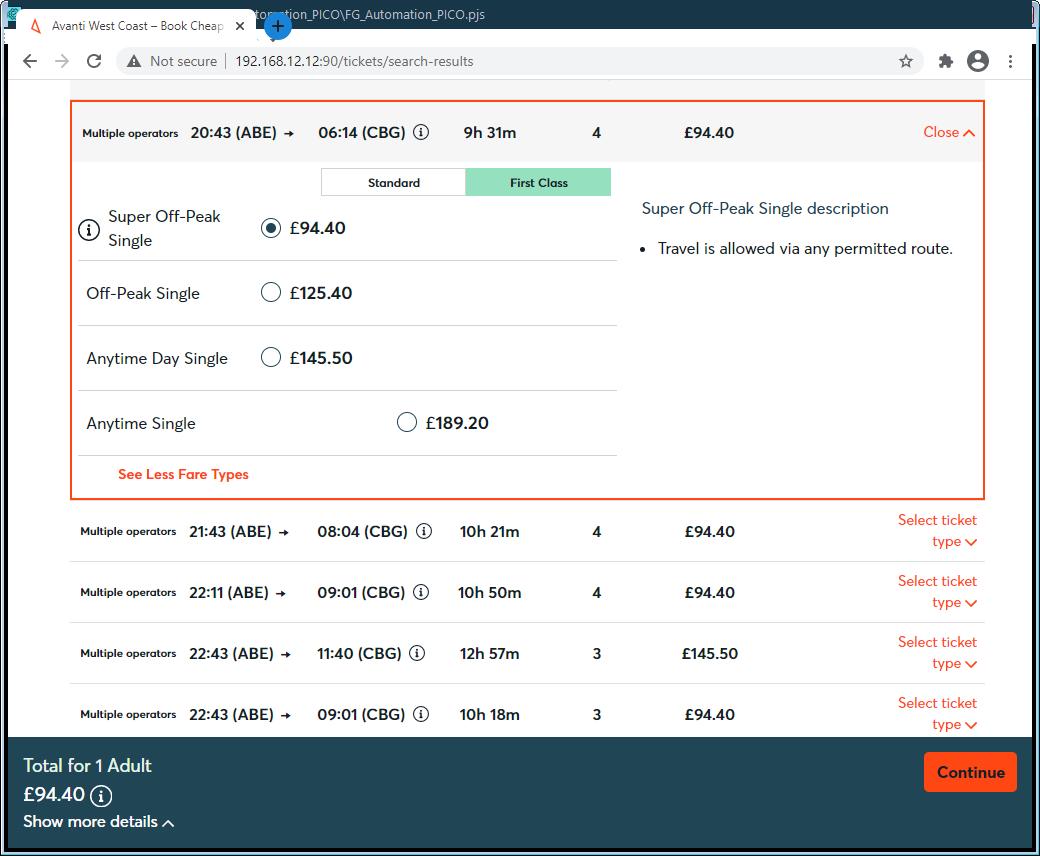 tomation_PICO\FG_Automation_PICO.pjs
Avanti West Coast – Book Cheap
Not secure
192.168.12.12:90/tickets/search-results
Multiple operators 20:43 (ABE) → 06:14 (CBG) 9h 31m 4 £94.40 Close
Standard First Class
Super Off-Peak
Single
£94.40
Super Off-Peak Single description
• Travel is allowed via any permitted route.
Off-Peak Single £125.40
Anytime Day Single £145.50
Anytime Single £189.20
See Less Fare Types
Multiple operators 21:43 (ABE) → 08:04 (CBG) 10h 21m 4 £94.40 Select ticket
type
Multiple operators 22:11 (ABE) → 09:01 (CBG) 10h 50m 4 £94.40 Select ticket
type
Multiple operators 22:43 (ABE) → 11:40 (CBG) 12h 57m 3 £145.50 Select ticket
type
Multiple operators 22:43 (ABE) → 09:01 (CBG) 10h 18m 3 £94.40 Select ticket
type
Total for 1 Adult
£94.40
Show more details
Continue